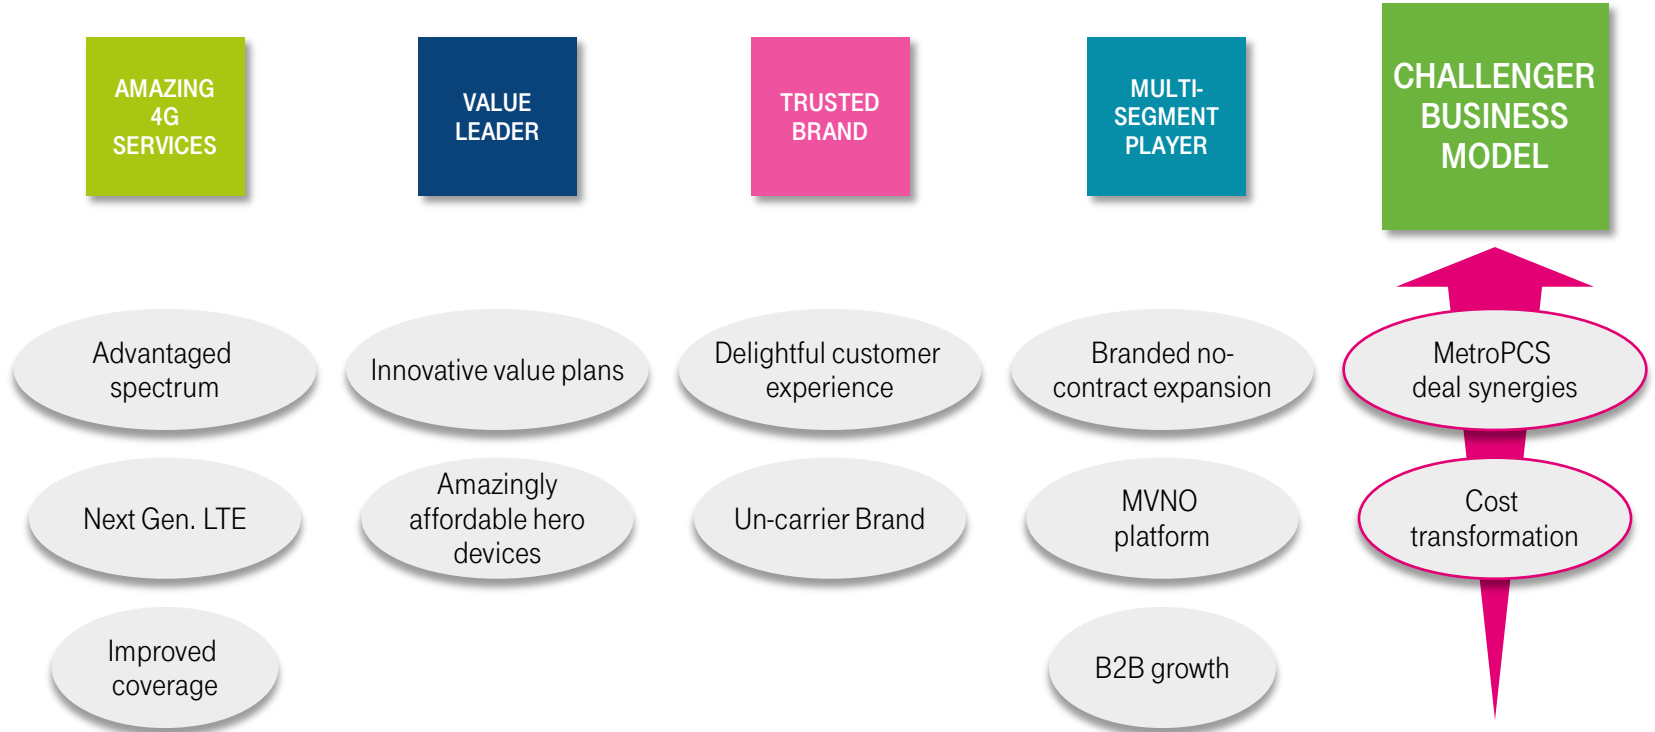 AMAZING
4G
SERVICES
VALUE
LEADER
TRUSTED
BRAND
MULTI-
SEGMENT
PLAYER
CHALLENGER
BUSINESS
MODEL
Advantaged
spectrum
Innovative value plans
Delightful customer
experience
Branded no-
contract expansion
MetroPCS
deal synergies
Next Gen. LTE
Amazingly
affordable hero
devices
Un-carrier Brand
MVNO
platform
Cost
transformation
Improved
coverage
B2B growth